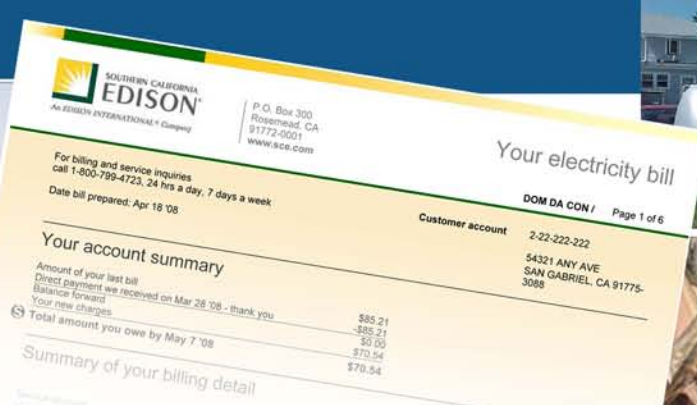 SOUTHERN CALIFORNIA
EDISON
An EDISON INTERNATIONAL® Company
P.O. Box 300
Rosemead, CA
91772-0001
www.sce.com
Your electricity bill
For billing and service inquiries
call 1-800-799-4723, 24 hrs a day, 7 days a week
Date bill prepared: Apr 18 '08
DOM DA CON / Page 1 of 6
Customer account 2-22-222-222
54321 ANY AVE
SAN GABRIEL, CA 91775-
3088
Your account summary
Amount of your last bill $85.21
Direct payment we received on Mar 28 '08 - thank you -$85.21
Balance forward $0.00
Your new charges $70.54
Total amount you owe by May 7 '08 $70.54
Summary of your billing detail